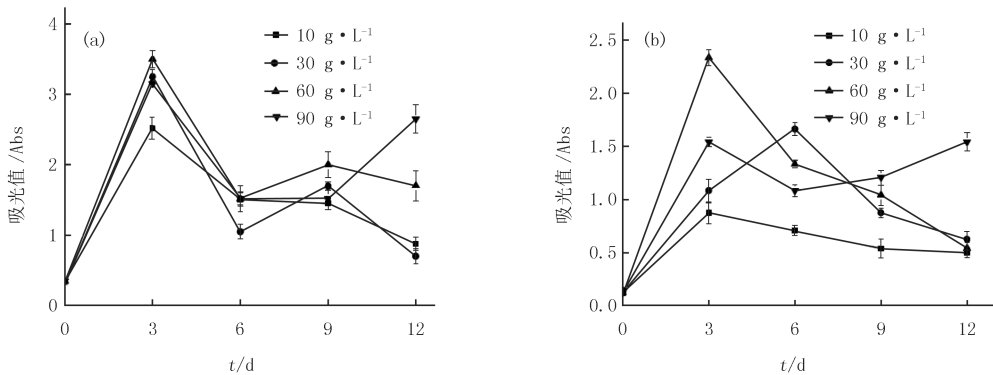 (a)
吸光值/Abs
4
3
2
1
0
10 g • L⁻¹
30 g • L⁻¹
60 g • L⁻¹
90 g • L⁻¹
0 3 6 9 12
t/d
(b)
吸光值/Abs
2.5
2.0
1.5
1.0
0.5
0.0
10 g • L⁻¹
30 g • L⁻¹
60 g • L⁻¹
90 g • L⁻¹
0 3 6 9 12
t/d